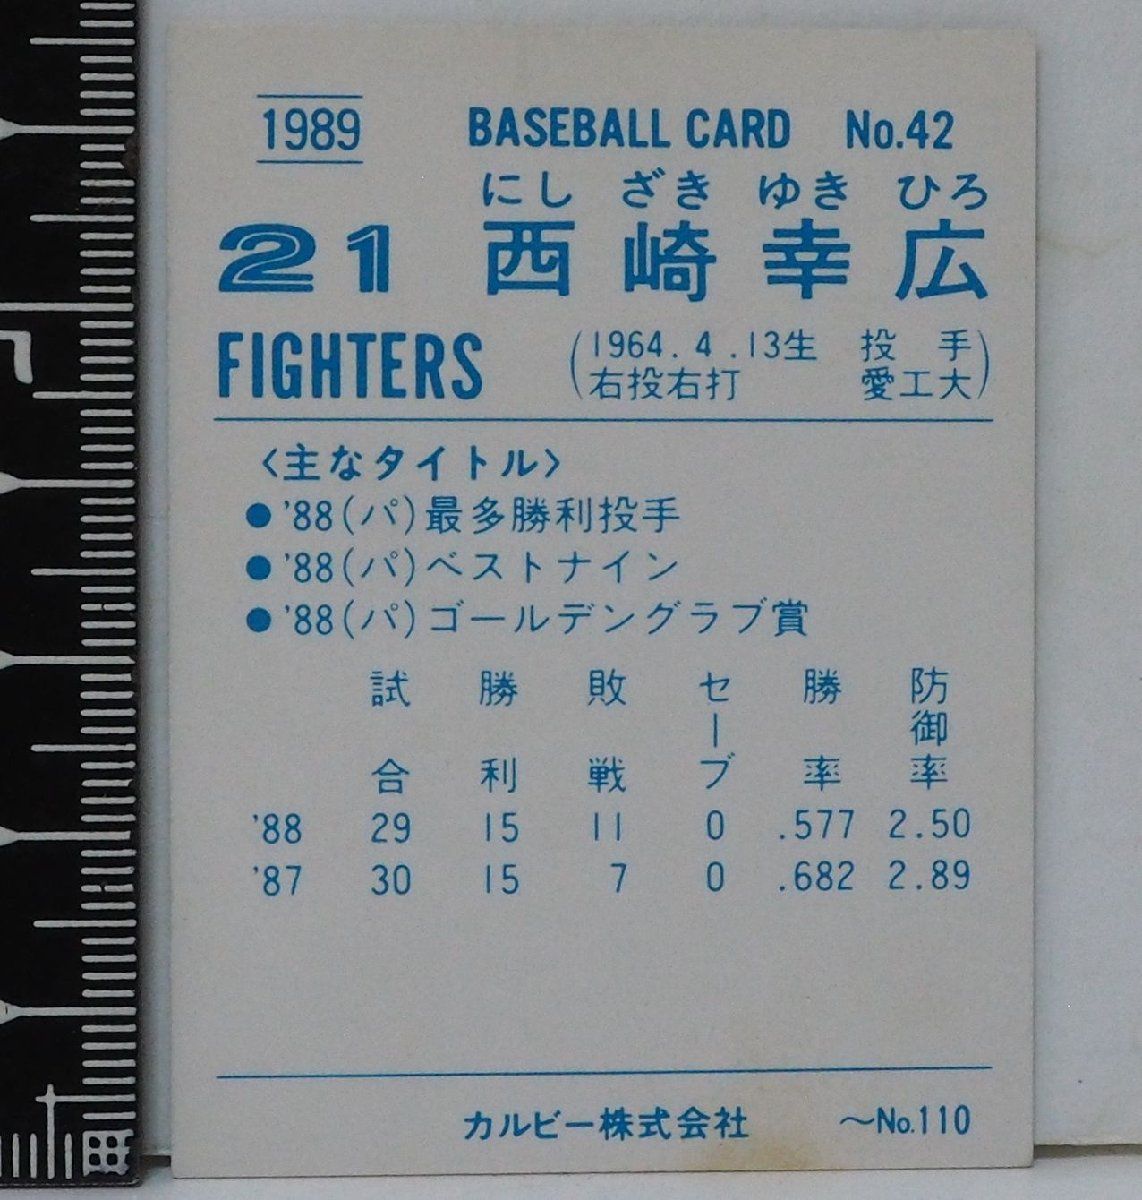 1989 BASEBALL CARD No.42
にし ざき ゆき ひろ
21 西崎幸広
FIGHTERS (1964.4.13生 投手
右投右打 愛工大)
〈主なタイトル〉
●'88(パ)最多勝利投手
●'88(パ)ベストナイン
●'88(パ)ゴールデングラブ賞
試合 勝利 敗戦 セーブ 勝率 防御率
'88 29 15 11 0 .577 2.50
'87 30 15 7 0 .682 2.89
カルビー株式会社 〜No.110